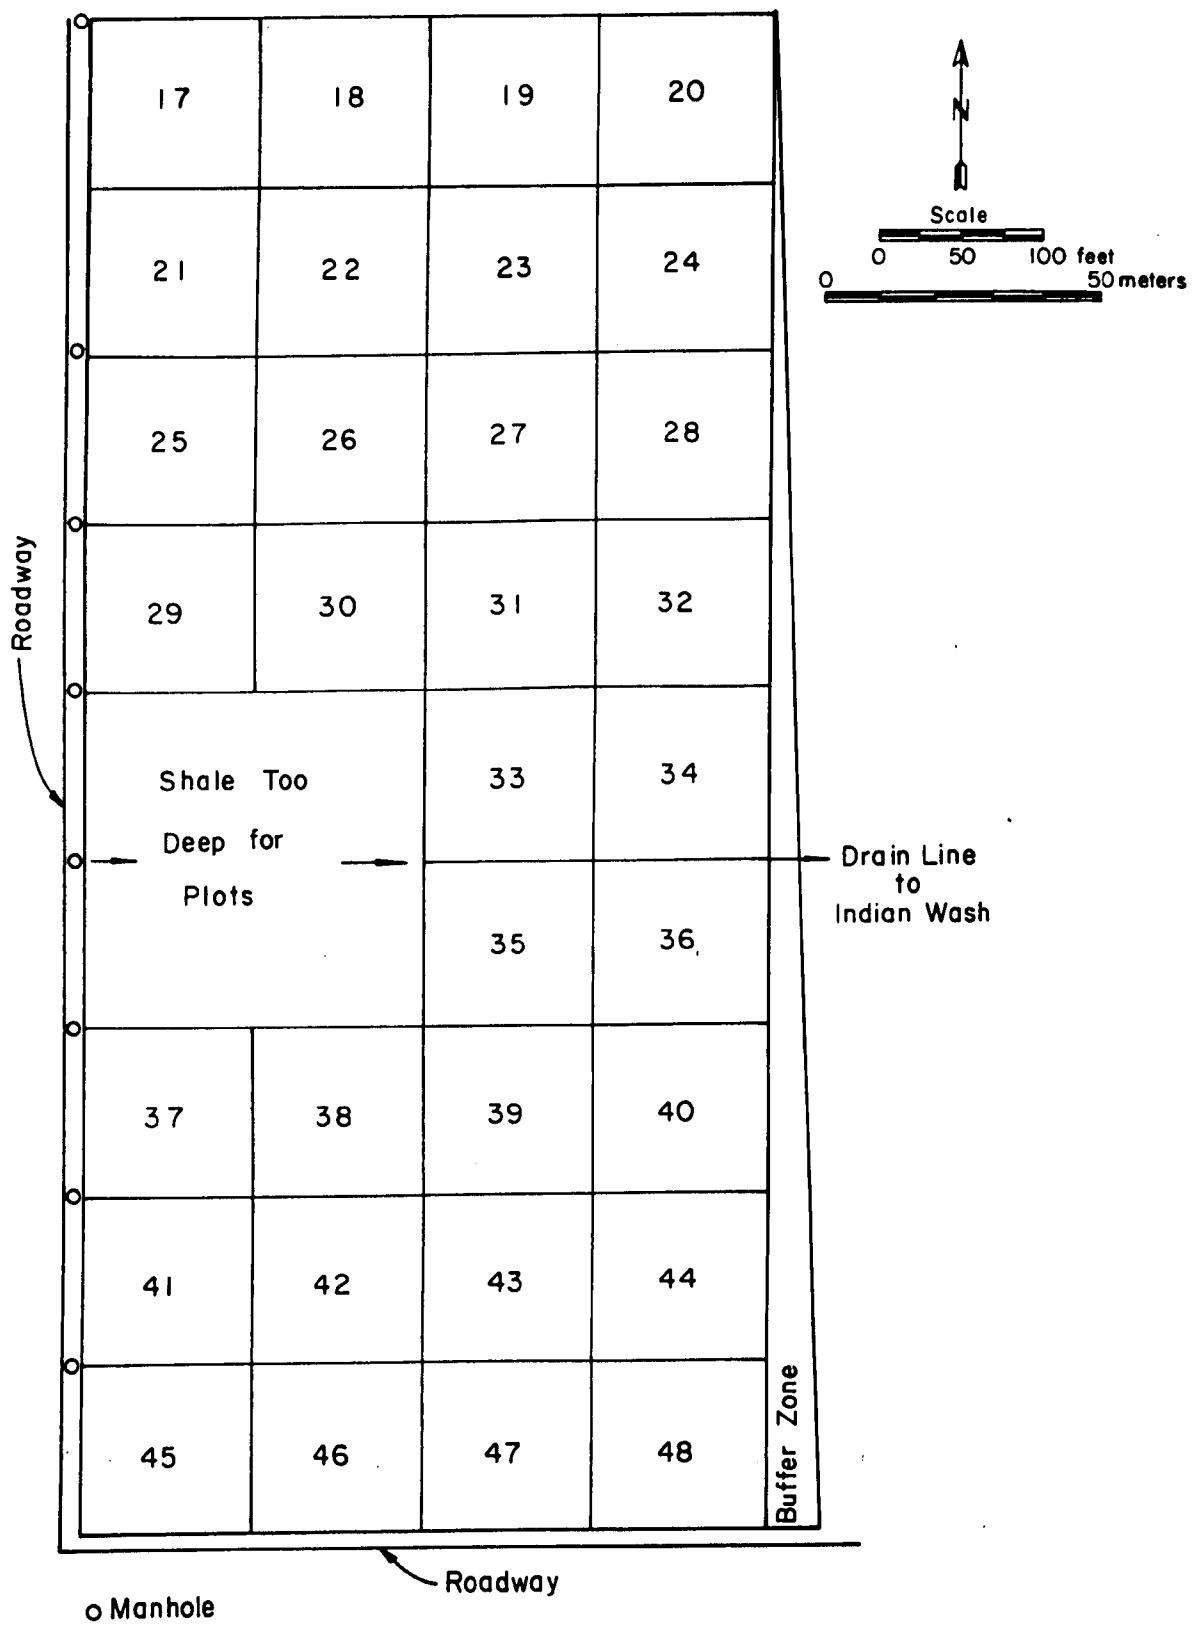 17 18 19 20
N
Scale
0 50 100 feet
0 50 meters
21 22 23 24
25 26 27 28
Roadway
29 30 31 32
Shale Too
Deep for
Plots
33 34
Drain Line
to
Indian Wash
35 36
37 38 39 40
41 42 43 44
45 46 47 48
Buffer Zone
Roadway
o Manhole